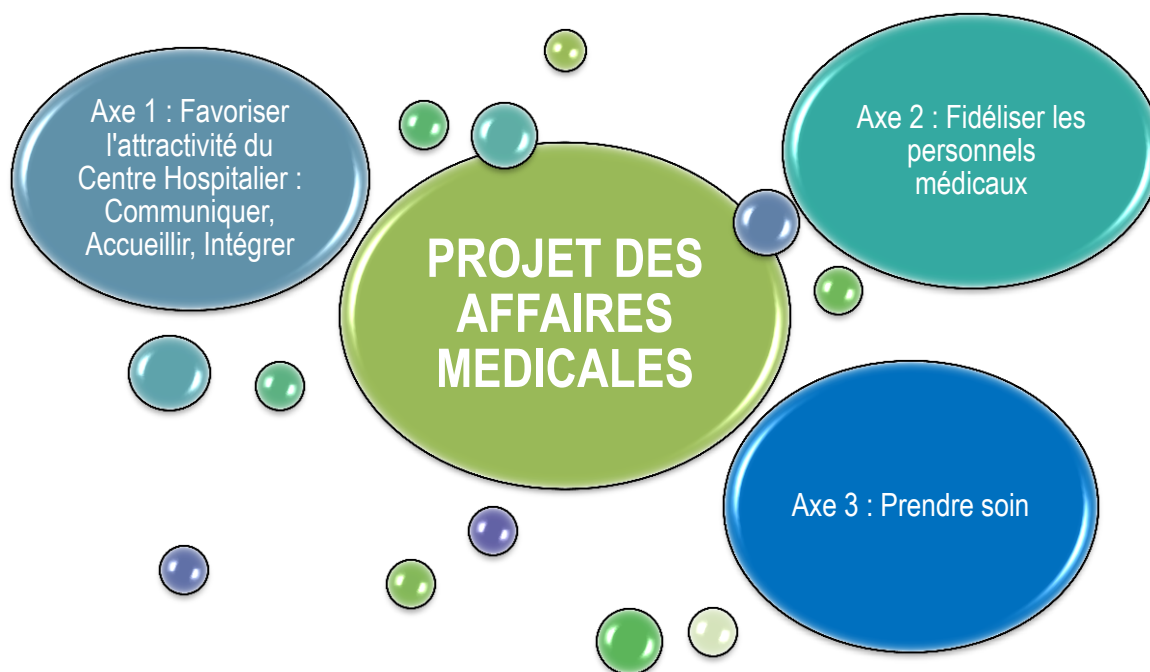 Axe 1 : Favoriser
l'attractivité du
Centre Hospitalier :
Communiquer,
Accueillir, Intégrer
Axe 2 : Fidéliser les
personnels
médicaux
PROJET DES
AFFAIRES
MEDICALES
Axe 3 : Prendre soin